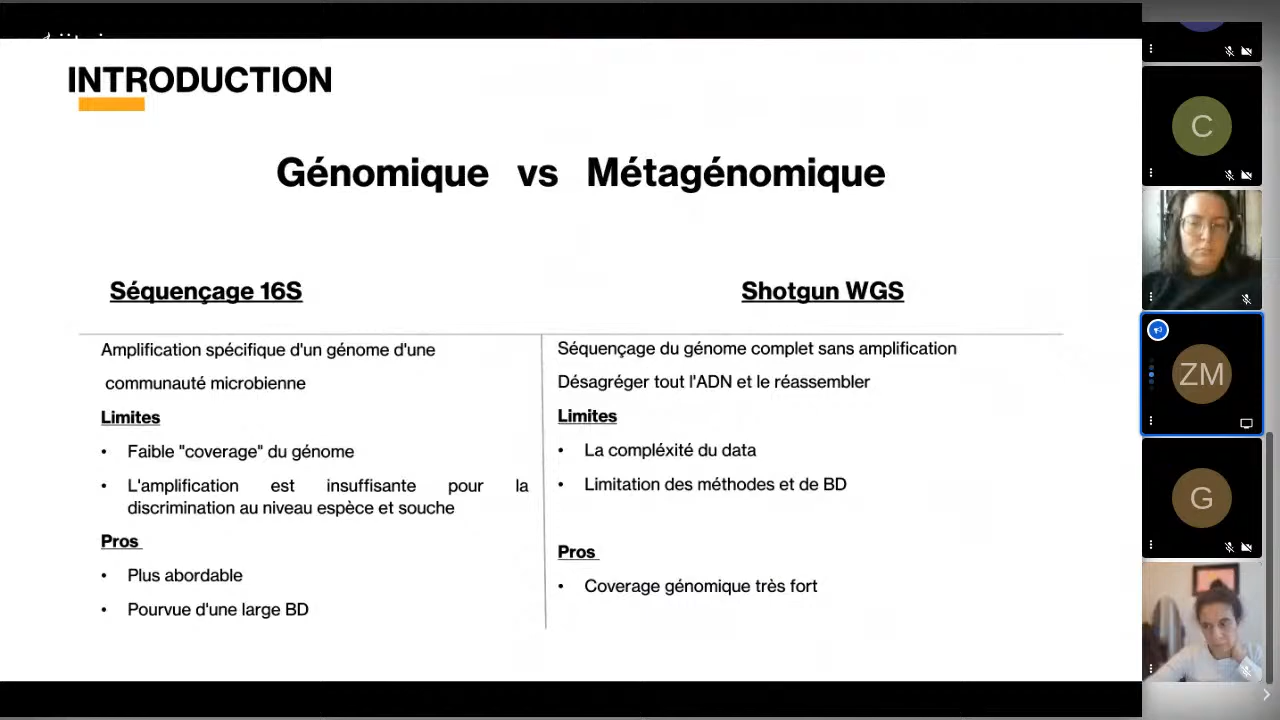 INTRODUCTION
Génomique vs Métagénomique
Séquençage 16S
Amplification spécifique d'un génome d'une
communauté microbienne
Limites
• Faible "coverage" du génome
• L'amplification est insuffisante pour la
discrimination au niveau espèce et souche
Pros
• Plus abordable
• Pourvue d'une large BD
Shotgun WGS
Séquençage du génome complet sans amplification
Désagréger tout l'ADN et le réassembler
Limites
• La compléxité du data
• Limitation des méthodes et de BD
Pros
• Coverage génomique très fort
C
ZM
G